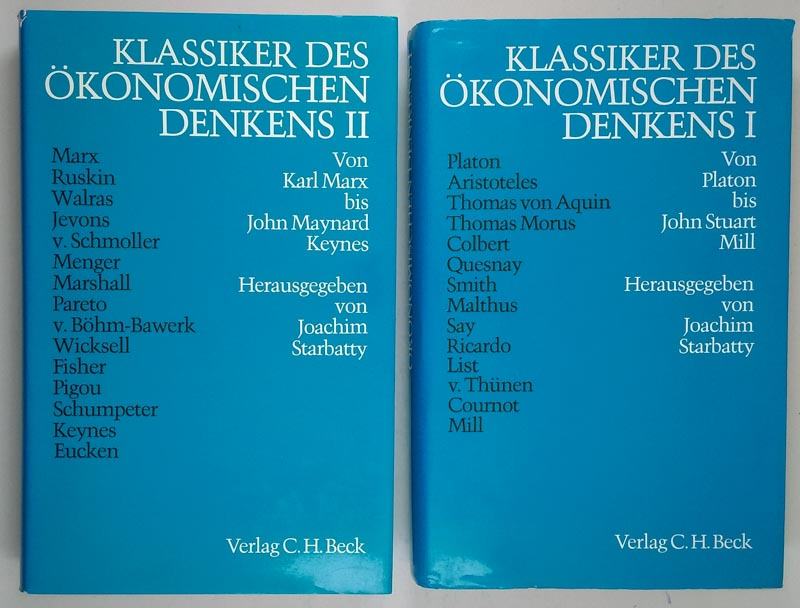 KLASSIKER DES
ÖKONOMISCHEN
DENKENS II
Marx
Ruskin
Walras
Jevons
v. Schmoller
Menger
Marshall
Pareto
v. Böhm-Bawerk
Wicksell
Fisher
Pigou
Schumpeter
Keynes
Eucken
Von
Karl Marx
bis
John Maynard
Keynes
Herausgegeben
von
Joachim
Starbatty
Verlag C. H. Beck
KLASSIKER DES
ÖKONOMISCHEN
DENKENS I
Platon
Aristoteles
Thomas von Aquin
Thomas Morus
Colbert
Quesnay
Smith
Malthus
Say
Ricardo
List
v. Thünen
Cournot
Mill
Von
Platon
bis
John Stuart
Mill
Herausgegeben
von
Joachim
Starbatty
Verlag C. H. Beck